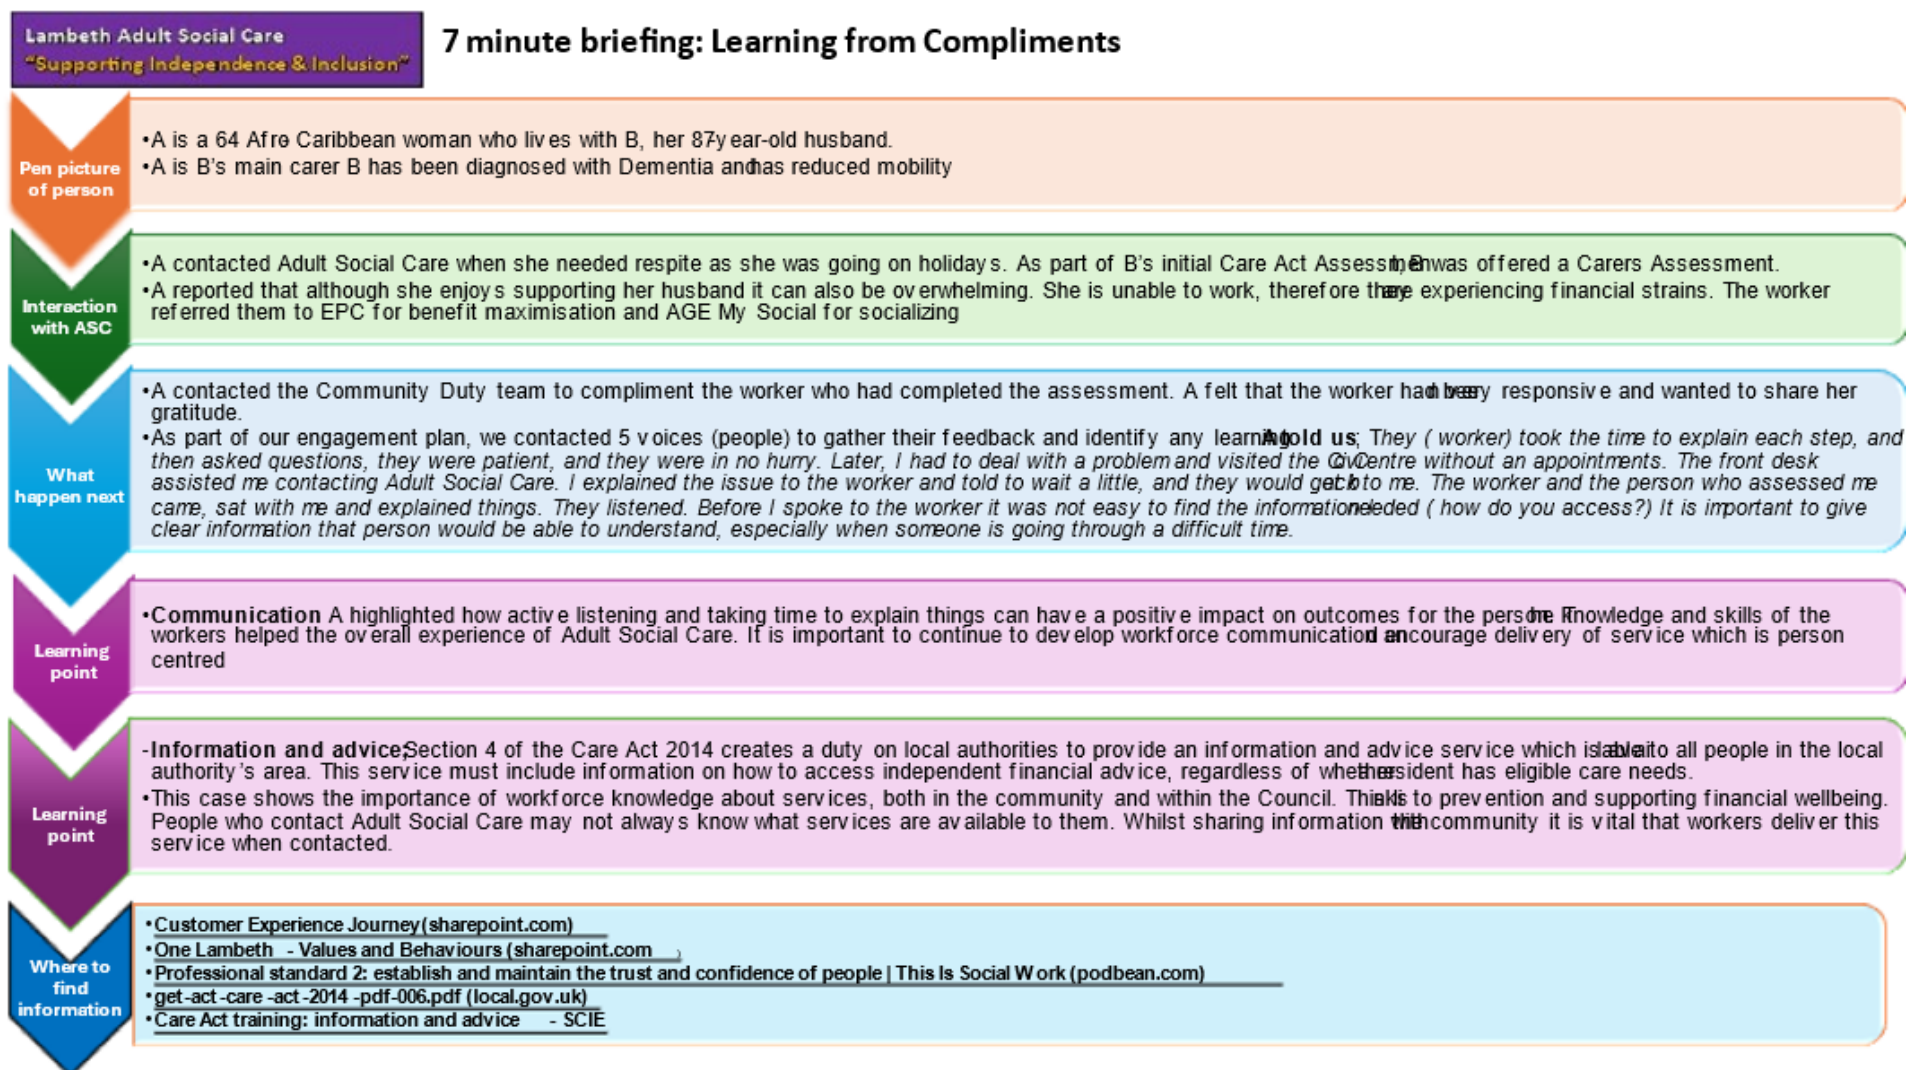 Lambeth Adult Social Care
"Supporting Independence & Inclusion"
7 minute briefing: Learning from Compliments
Pen picture
of person
•A is a 64 Afro Caribbean woman who lives with B, her 87-year-old husband.
•A is B's main carer B has been diagnosed with Dementia and has reduced mobility
Interaction
with ASC
•A contacted Adult Social Care when she needed respite as she was going on holidays. As part of B's initial Care Act Assessment, was offered a Carers Assessment.
•A reported that although she enjoys supporting her husband it can also be overwhelming. She is unable to work, therefore they are experiencing financial strains. The worker
referred them to EPC for benefit maximisation and AGE My Social for socializing
What
happen next
•A contacted the Community Duty team to compliment the worker who had completed the assessment. A felt that the worker had been very responsive and wanted to share her
gratitude.
•As part of our engagement plan, we contacted 5 voices (people) to gather their feedback and identify any learning A told us; They ( worker) took the time to explain each step, and
then asked questions, they were patient, and they were in no hurry. Later, I had to deal with a problem and visited the Civic Centre without an appointments. The front desk
assisted me contacting Adult Social Care. I explained the issue to the worker and told to wait a little, and they would get back to me. The worker and the person who assessed me
came, sat with me and explained things. They listened. Before I spoke to the worker it was not easy to find the information needed ( how do you access?) It is important to give
clear information that person would be able to understand, especially when someone is going through a difficult time.
Learning
point
•Communication A highlighted how active listening and taking time to explain things can have a positive impact on outcomes for the person. The knowledge and skills of the
workers helped the overall experience of Adult Social Care. It is important to continue to develop workforce communication and encourage delivery of service which is person
centred
Learning
point
-Information and advice; Section 4 of the Care Act 2014 creates a duty on local authorities to provide an information and advice service which is available to all people in the local
authority's area. This service must include information on how to access independent financial advice, regardless of whether the resident has eligible care needs.
•This case shows the importance of workforce knowledge about services, both in the community and within the Council. This links to prevention and supporting financial wellbeing.
People who contact Adult Social Care may not always know what services are available to them. Whilst sharing information with the community it is vital that workers deliver this
service when contacted.
Where to
find
information
•Customer Experience Journey(sharepoint.com)
•One Lambeth - Values and Behaviours (sharepoint.com)
•Professional standard 2: establish and maintain the trust and confidence of people | This Is Social Work (podbean.com)
•get-act-care-act-2014-pdf-006.pdf (local.gov.uk)
•Care Act training: information and advice - SCIE